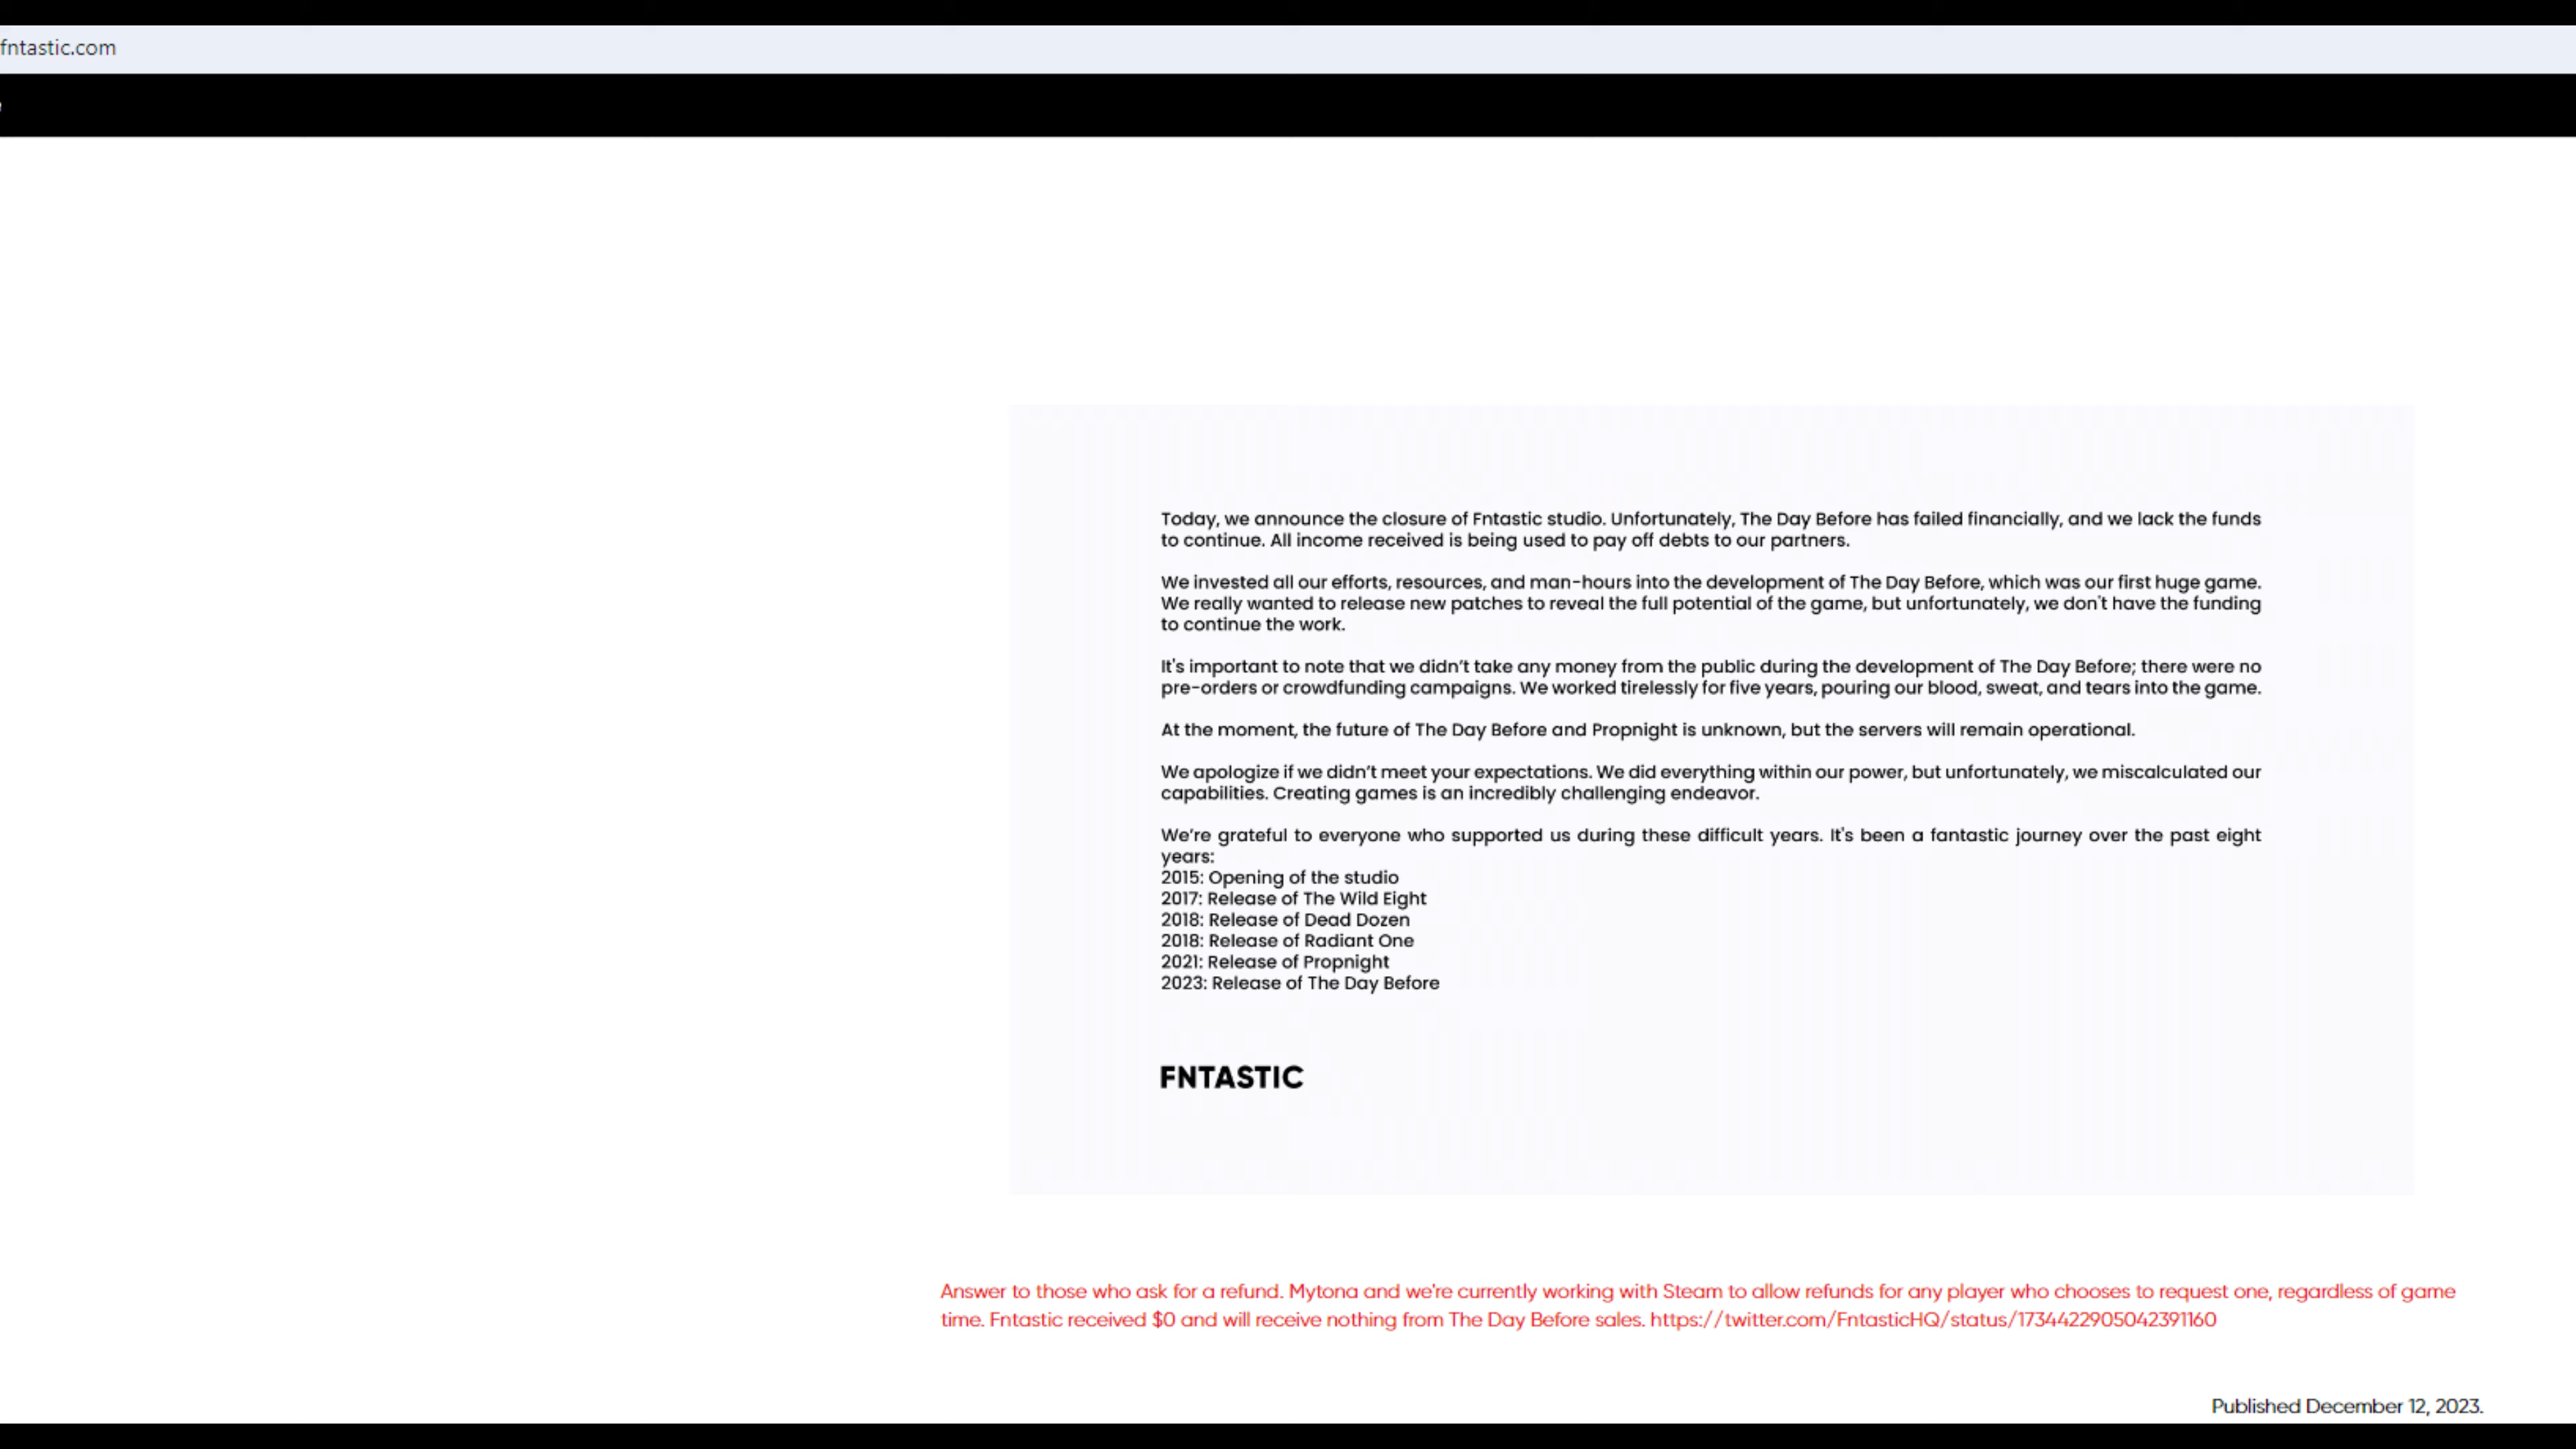 fntastic.com
Today, we announce the closure of Fntastic studio. Unfortunately, The Day Before has failed financially, and we lack the funds
to continue. All income received is being used to pay off debts to our partners.
We invested all our efforts, resources, and man-hours into the development of The Day Before, which was our first huge game.
We really wanted to release new patches to reveal the full potential of the game, but unfortunately, we don't have the funding
to continue the work.
It's important to note that we didn't take any money from the public during the development of The Day Before; there were no
pre-orders or crowdfunding campaigns. We worked tirelessly for five years, pouring our blood, sweat, and tears into the game.
At the moment, the future of The Day Before and Propnight is unknown, but the servers will remain operational.
We apologize if we didn't meet your expectations. We did everything within our power, but unfortunately, we miscalculated our
capabilities. Creating games is an incredibly challenging endeavor.
We're grateful to everyone who supported us during these difficult years. It's been a fantastic journey over the past eight
years:
2015: Opening of the studio
2017: Release of The Wild Eight
2018: Release of Dead Dozen
2018: Release of Radiant One
2021: Release of Propnight
2023: Release of The Day Before
FNTASTIC
Answer to those who ask for a refund. Mytona and we're currently working with Steam to allow refunds for any player who chooses to request one, regardless of game
time. Fntastic received $0 and will receive nothing from The Day Before sales. https://twitter.com/FntasticHQ/status/1734422905042391160
Published December 12, 2023.